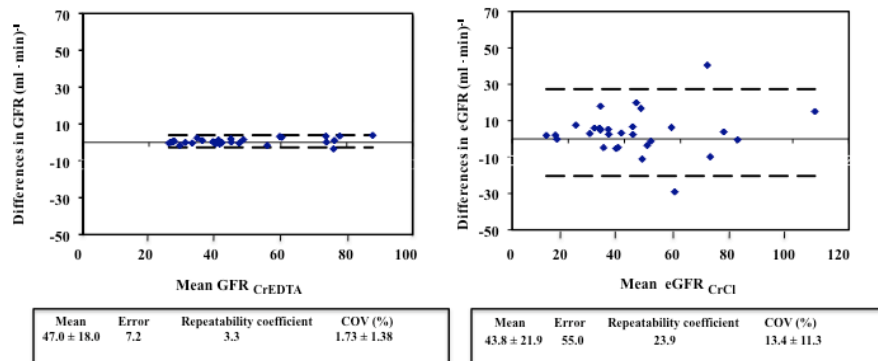 Differences in GFR (ml · min)-1
70
50
30
10
-10
-30
-50
0 20 40 60 80 100
Mean GFR CrEDTA
Mean Error Repeatability coefficient COV (%)
47.0 ± 18.0 7.2 3.3 1.73 ± 1.38
Differences in eGFR (ml · min)-1
70
50
30
10
-10
-30
-50
0 20 40 60 80 100 120
Mean eGFR CrCl
Mean Error Repeatability coefficient COV (%)
43.8 ± 21.9 55.0 23.9 13.4 ± 11.3